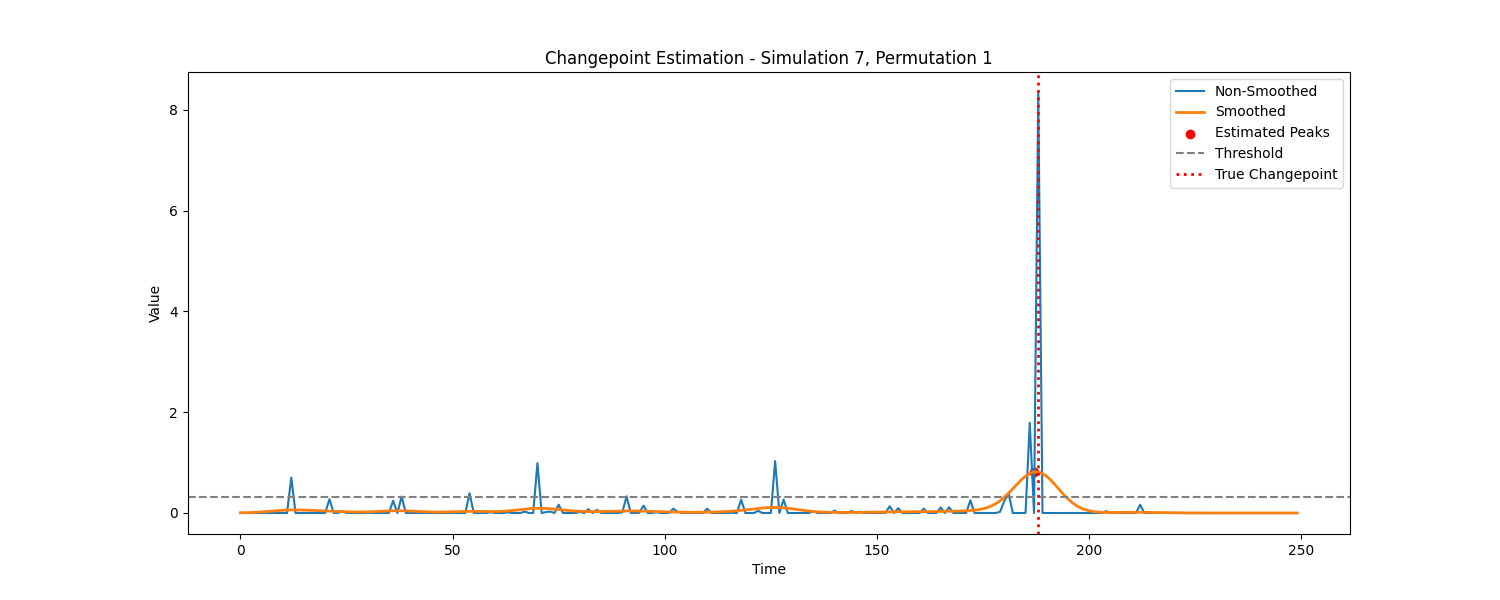 Changepoint Estimation - Simulation 7, Permutation 1
Non-Smoothed
Smoothed
Estimated Peaks
Threshold
True Changepoint
Value
8
6
4
2
0
0 50 100 150 200 250
Time